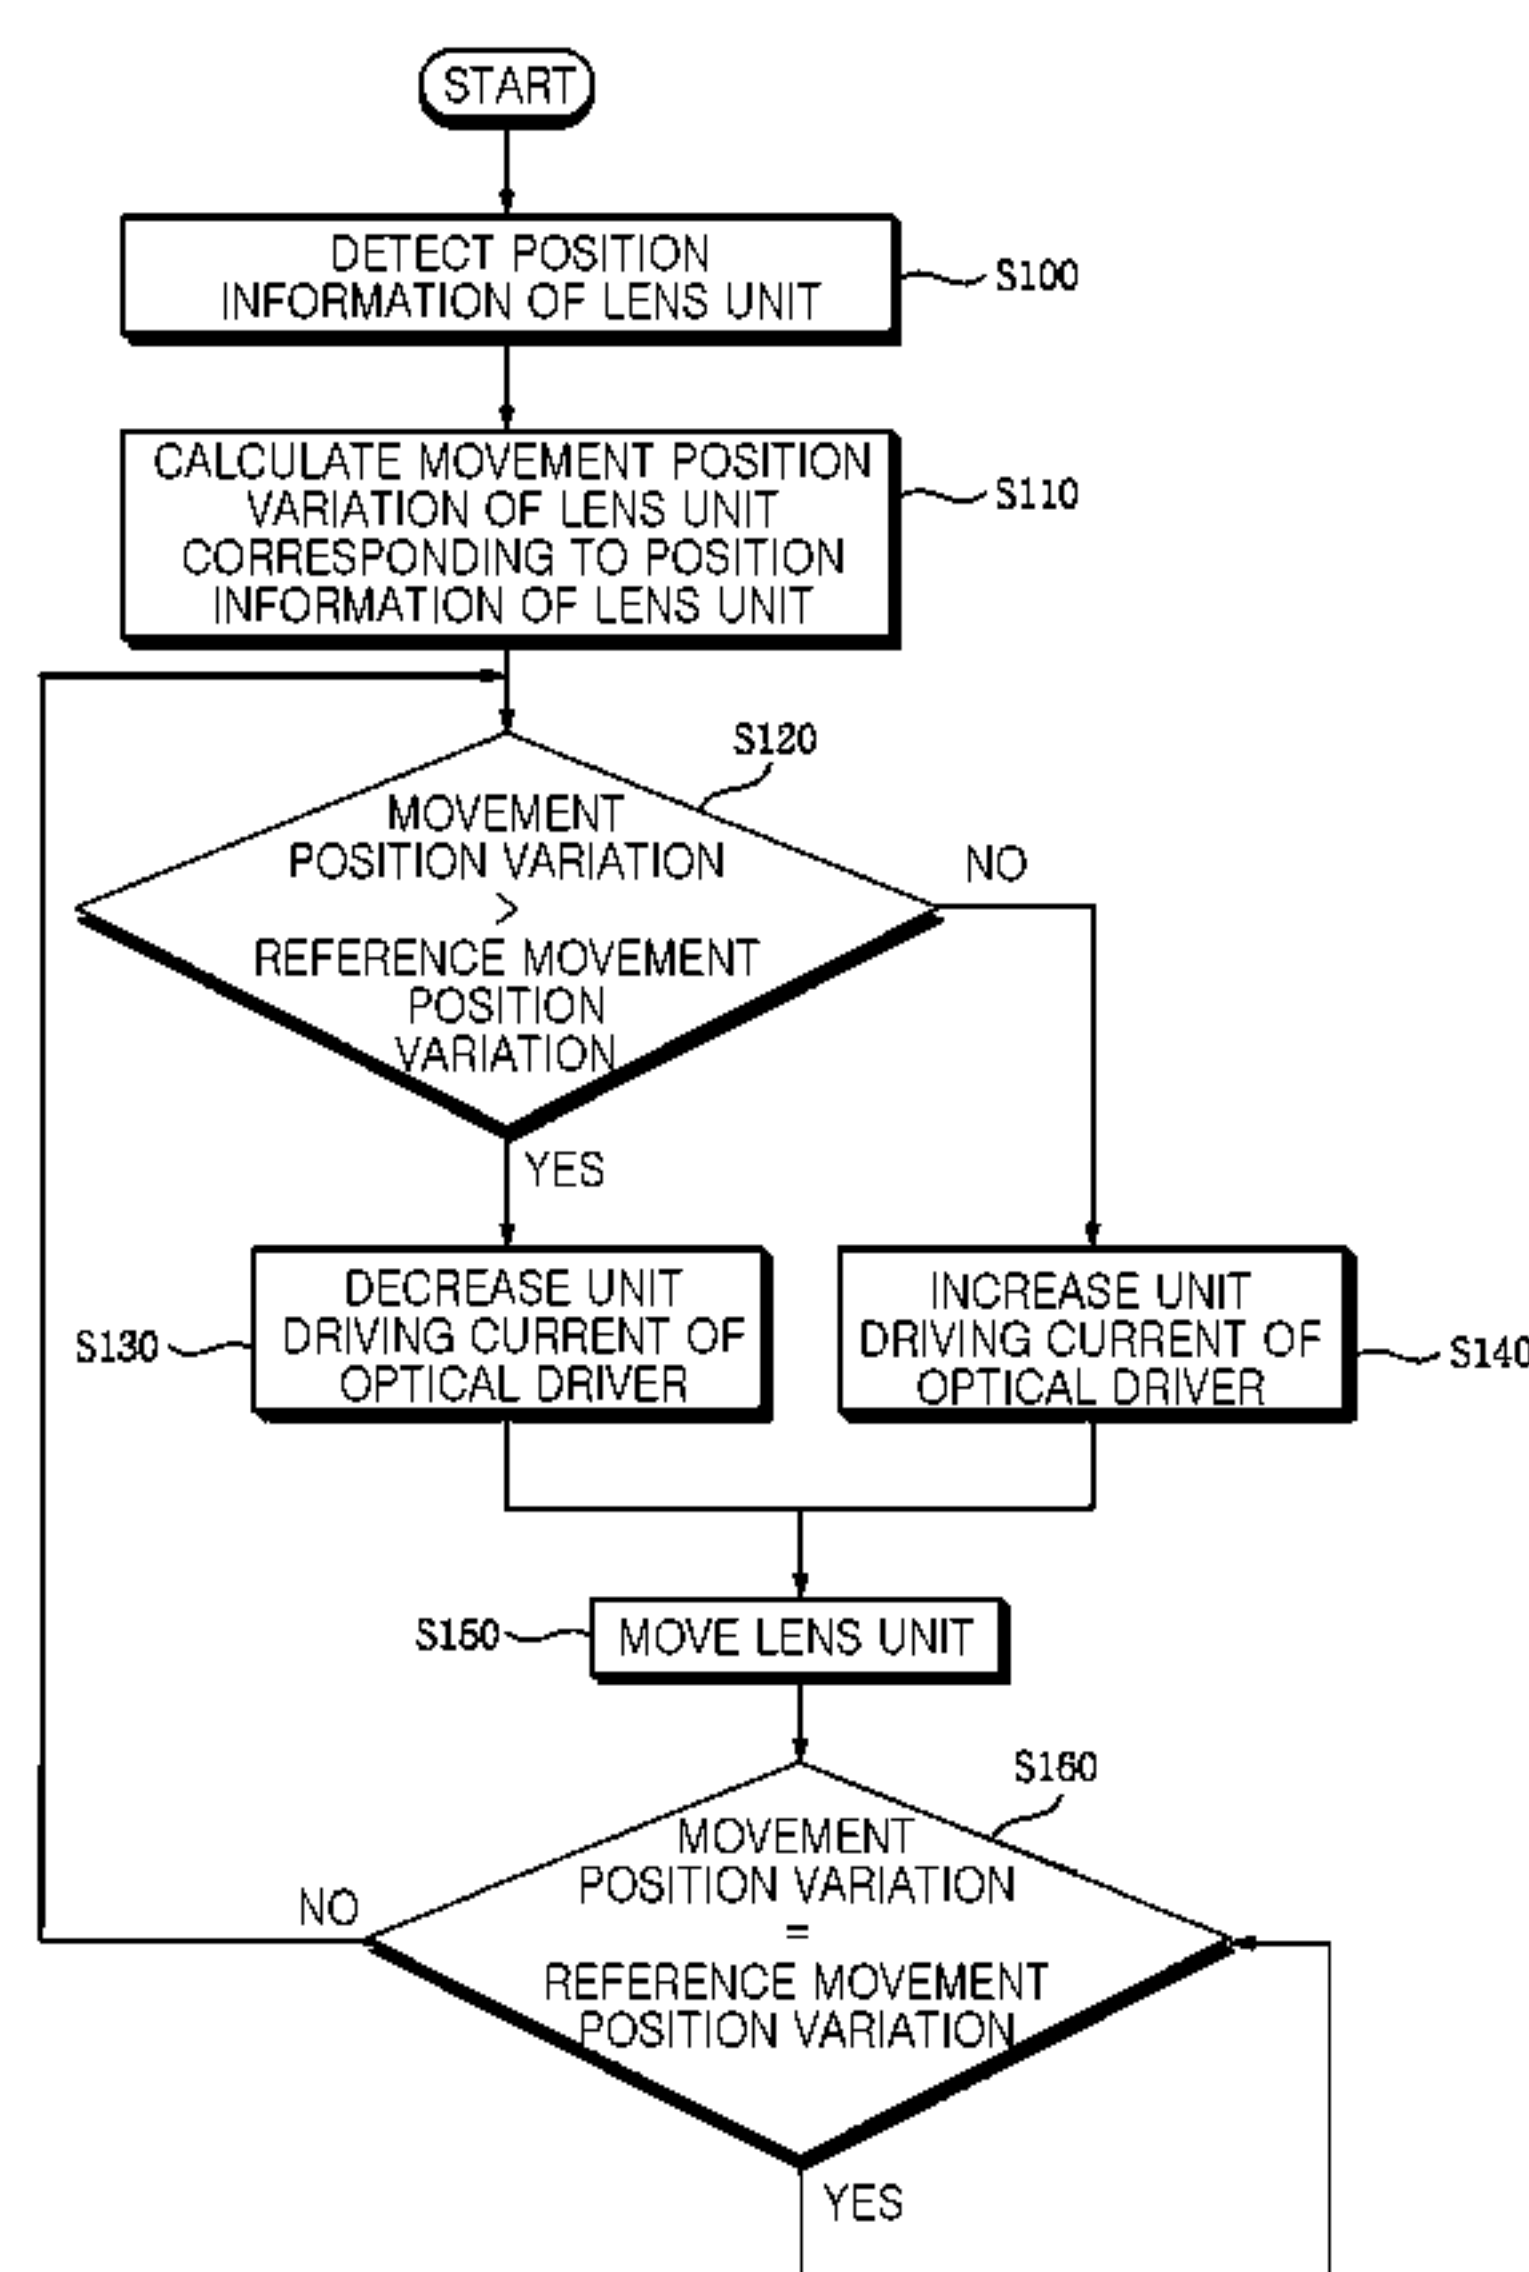 START
DETECT POSITION
INFORMATION OF LENS UNIT
S100
CALCULATE MOVEMENT POSITION
VARIATION OF LENS UNIT
CORRESPONDING TO POSITION
INFORMATION OF LENS UNIT
S110
S120
MOVEMENT
POSITION VARIATION
>
REFERENCE MOVEMENT
POSITION
VARIATION
NO
YES
DECREASE UNIT
DRIVING CURRENT OF
OPTICAL DRIVER
S130
INCREASE UNIT
DRIVING CURRENT OF
OPTICAL DRIVER
S140
S150
MOVE LENS UNIT
S160
MOVEMENT
POSITION VARIATION
=
REFERENCE MOVEMENT
POSITION VARIATION
NO
YES